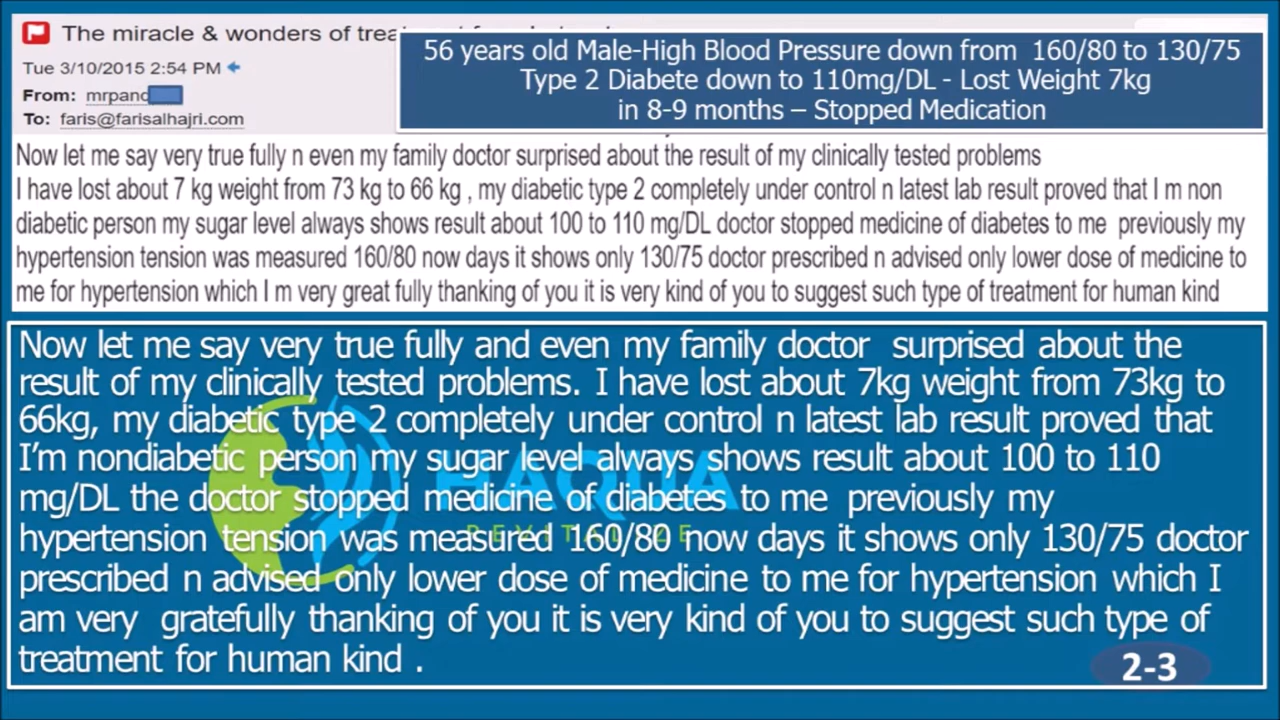 The miracle & wonders of trea
Tue 3/10/2015 2:54 PM
From: mrpand
To: faris@farisalhajri.com
56 years old Male-High Blood Pressure down from 160/80 to 130/75
Type 2 Diabete down to 110mg/DL - Lost Weight 7kg
in 8-9 months – Stopped Medication
Now let me say very true fully n even my family doctor surprised about the result of my clinically tested problems
I have lost about 7 kg weight from 73 kg to 66 kg , my diabetic type 2 completely under control n latest lab result proved that I m non
diabetic person my sugar level always shows result about 100 to 110 mg/DL doctor stopped medicine of diabetes to me previously my
hypertension tension was measured 160/80 now days it shows only 130/75 doctor prescribed n advised only lower dose of medicine to
me for hypertension which I m very great fully thanking of you it is very kind of you to suggest such type of treatment for human kind
Now let me say very true fully and even my family doctor surprised about the
result of my clinically tested problems. I have lost about 7kg weight from 73kg to
66kg, my diabetic type 2 completely under control n latest lab result proved that
I’m nondiabetic person my sugar level always shows result about 100 to 110
mg/DL the doctor stopped medicine of diabetes to me previously my
hypertension tension was measured 160/80 now days it shows only 130/75 doctor
prescribed n advised only lower dose of medicine to me for hypertension which I
am very gratefully thanking of you it is very kind of you to suggest such type of
treatment for human kind .
HAQUA
REVITALIZE
2-3